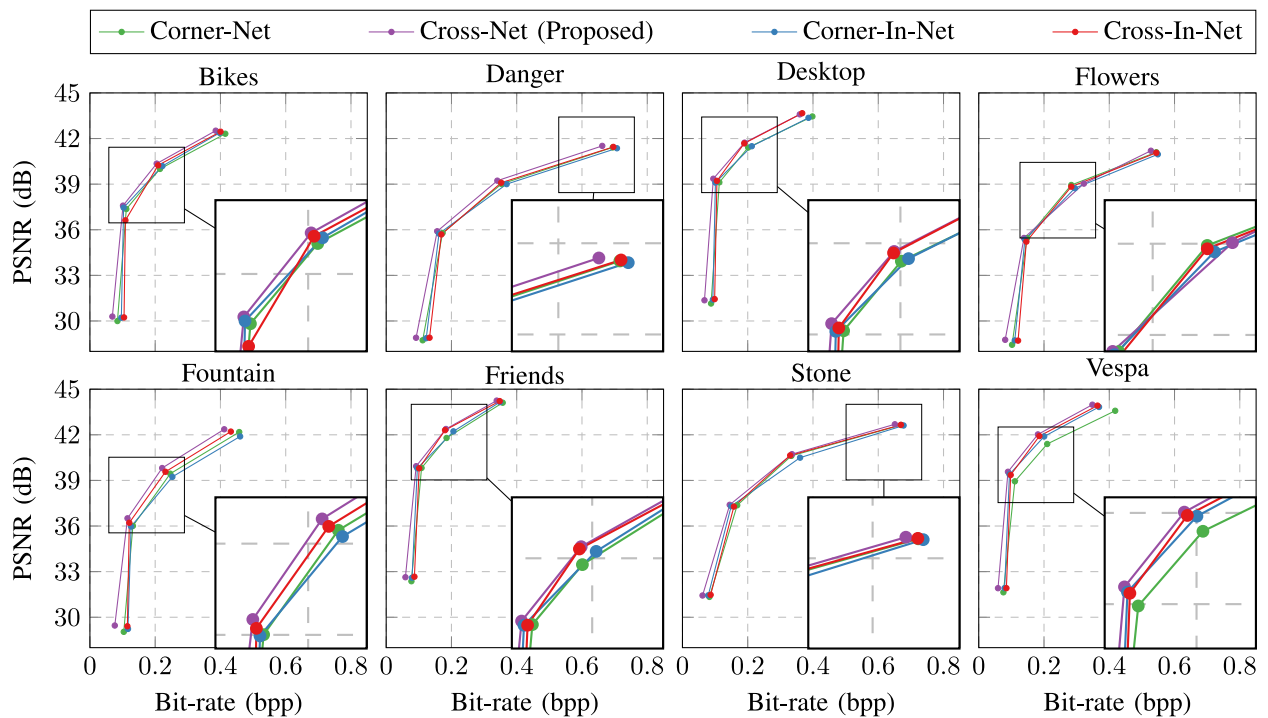 Corner-Net Cross-Net (Proposed) Corner-In-Net Cross-In-Net
Bikes Danger Desktop Flowers
45
42
39
36
33
30
PSNR (dB)
Fountain Friends Stone Vespa
45
42
39
36
33
30
PSNR (dB)
0 0.2 0.4 0.6 0.8 0 0.2 0.4 0.6 0.8 0 0.2 0.4 0.6 0.8 0 0.2 0.4 0.6 0.8
Bit-rate (bpp) Bit-rate (bpp) Bit-rate (bpp) Bit-rate (bpp)